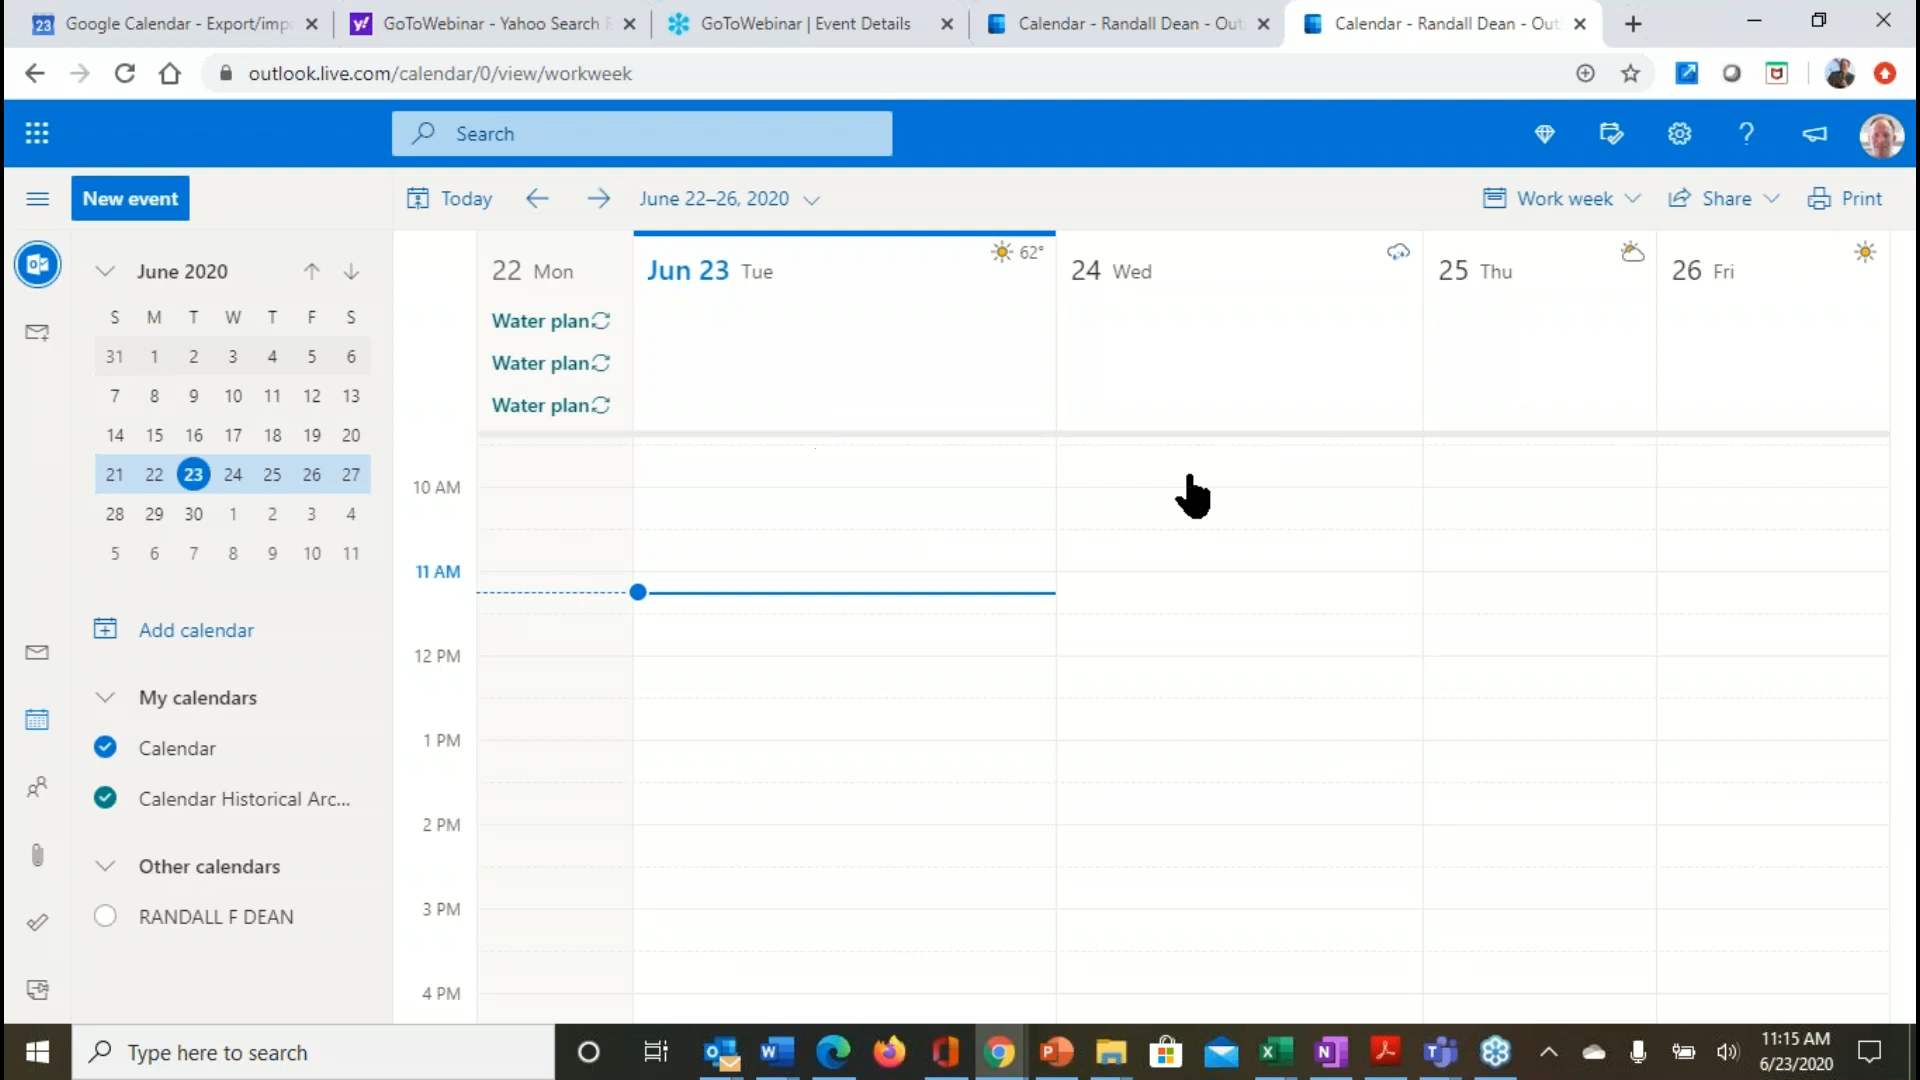 Google Calendar - Export/imp
GoToWebinar - Yahoo Search
GoToWebinar | Event Details
Calendar - Randall Dean - Out
Calendar - Randall Dean - Out
outlook.live.com/calendar/0/view/workweek
Search
New event
Today
June 22–26, 2020
Work week
Share
Print
June 2020
S M T W T F S
31 1 2 3 4 5 6
7 8 9 10 11 12 13
14 15 16 17 18 19 20
21 22 23 24 25 26 27
28 29 30 1 2 3 4
5 6 7 8 9 10 11
Add calendar
My calendars
Calendar
Calendar Historical Arc...
Other calendars
RANDALL F DEAN
22 Mon
Jun 23 Tue
62°
24 Wed
25 Thu
26 Fri
Water plan
Water plan
Water plan
10 AM
11 AM
12 PM
1 PM
2 PM
3 PM
4 PM
Type here to search
11:15 AM
6/23/2020